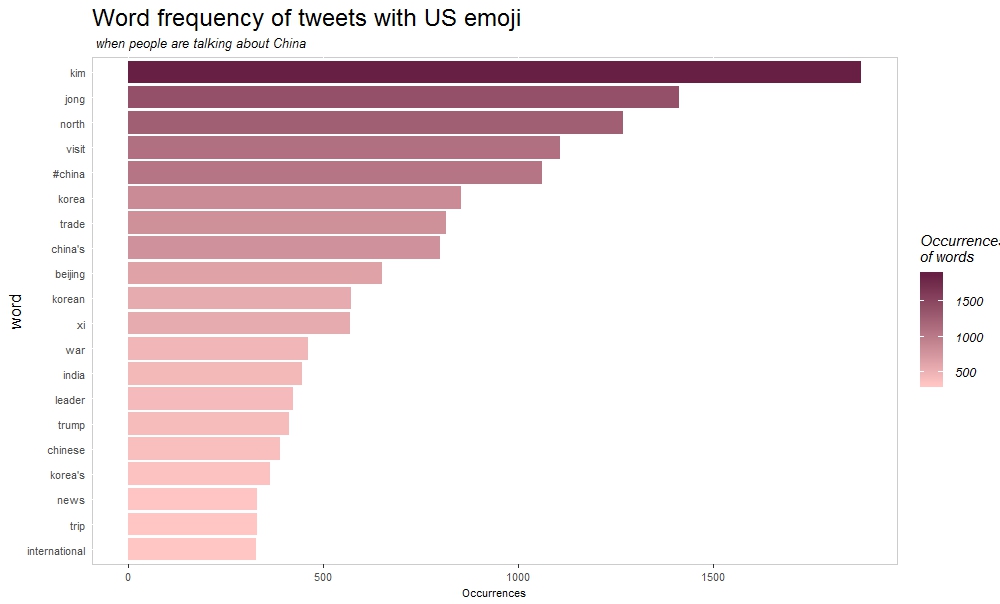 Word frequency of tweets with US emoji
when people are talking about China
kim
jong
north
visit
#china
korea
trade
china's
beijing
korean
xi
war
india
leader
trump
chinese
korea's
news
trip
international
word
0 500 1000 1500
Occurrences
Occurrences
of words
1500
1000
500